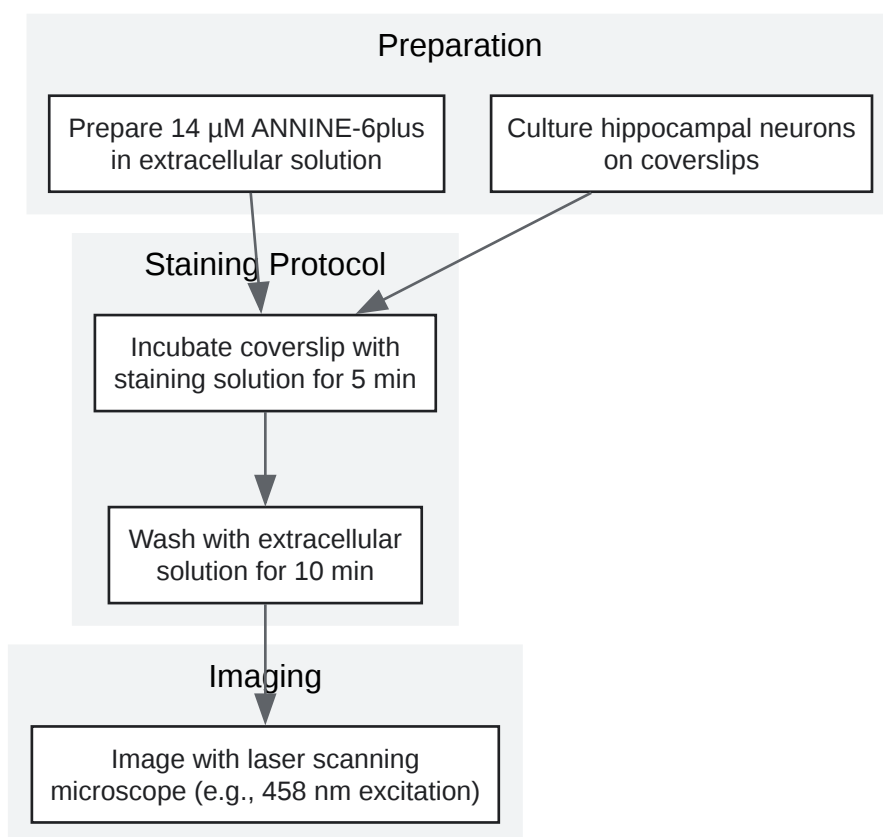 Preparation
Prepare 14 µM ANNINE-6plus
in extracellular solution
Culture hippocampal neurons
on coverslips
Staining Protocol
Incubate coverslip with
staining solution for 5 min
Wash with extracellular
solution for 10 min
Imaging
Image with laser scanning
microscope (e.g., 458 nm excitation)